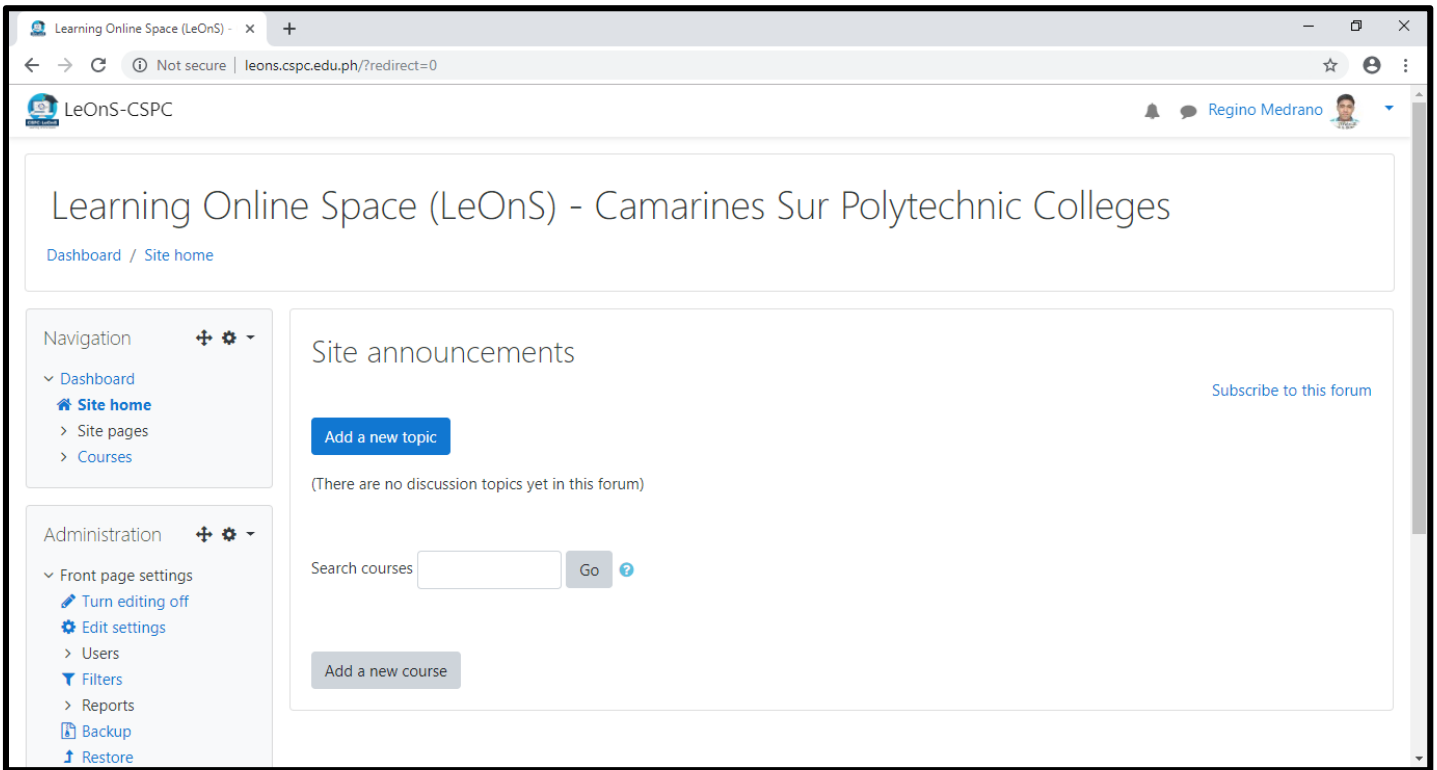 Learning Online Space (LeOnS) -
Not secure | leons.cspc.edu.ph/?redirect=0
LeOnS-CSPC
Regino Medrano
Learning Online Space (LeOnS) - Camarines Sur Polytechnic Colleges
Dashboard / Site home
Navigation
Dashboard
Site home
Site pages
Courses
Administration
Front page settings
Turn editing off
Edit settings
Users
Filters
Reports
Backup
Restore
Site announcements
Subscribe to this forum
Add a new topic
(There are no discussion topics yet in this forum)
Search courses Go
Add a new course